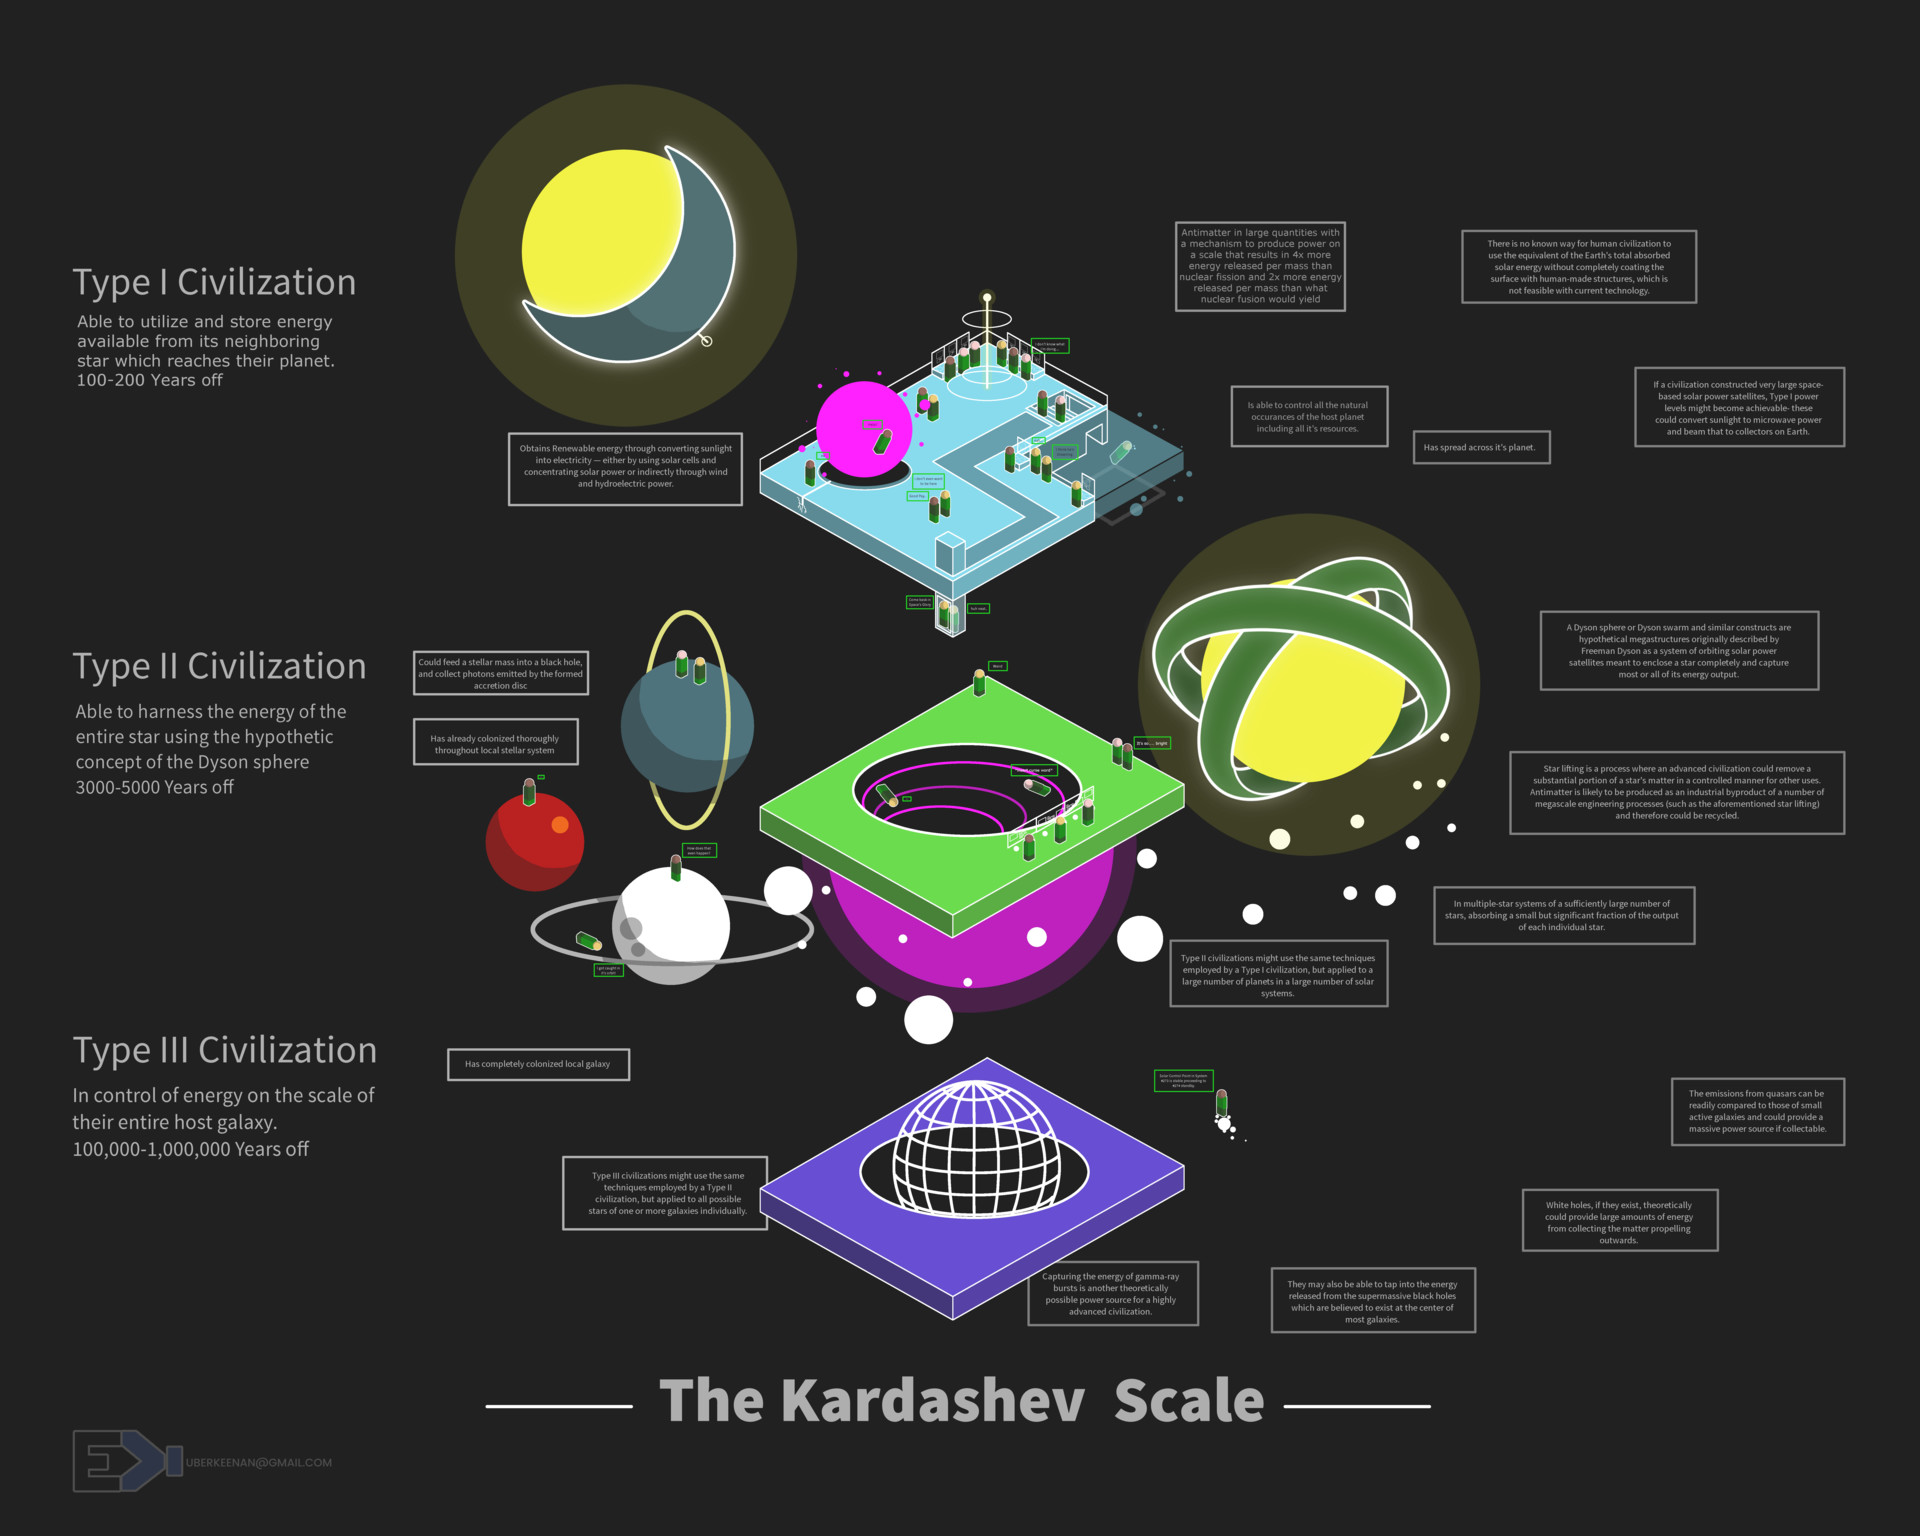 Type I Civilization
Able to utilize and store energy
available from its neighboring
star which reaches their planet.
100-200 Years off
Obtains Renewable energy through converting sunlight
into electricity — either by using solar cells and
concentrating solar power or indirectly through wind
and hydroelectric power.
Antimatter in large quantities with
a mechanism to produce power on
a scale that results in 4x more
energy released per mass than
nuclear fission and 2x more energy
released per mass than what
nuclear fusion would yield
There is no known way for human civilization to
use the equivalent of the Earth's total absorbed
solar energy without completely coating the
surface with human-made structures, which is
not feasible with current technology.
Is able to control all the natural
occurances of the host planet
including all it's resources.
Has spread across it's planet.
If a civilization constructed very large space-
based solar power satellites, Type I power
levels might become achievable- these
could convert sunlight to microwave power
and beam that to collectors on Earth.
Type II Civilization
Able to harness the energy of the
entire star using the hypothetic
concept of the Dyson sphere
3000-5000 Years off
Could feed a stellar mass into a black hole,
and collect photons emitted by the formed
accretion disc
Has already colonized thoroughly
throughout local stellar system
How does that
even happen?
It's so.... bright
A Dyson sphere or Dyson swarm and similar constructs are
hypothetical megastructures originally described by
Freeman Dyson as a system of orbiting solar power
satellites meant to enclose a star completely and capture
most or all of its energy output.
Star lifting is a process where an advanced civilization could remove a
substantial portion of a star's matter in a controlled manner for other uses.
Antimatter is likely to be produced as an industrial byproduct of a number of
megascale engineering processes (such as the aforementioned star lifting)
and therefore could be recycled.
In multiple-star systems of a sufficiently large number of
stars, absorbing a small but significant fraction of the output
of each individual star.
Type II civilizations might use the same techniques
employed by a Type I civilization, but applied to a
large number of planets in a large number of solar
systems.
Type III Civilization
In control of energy on the scale of
their entire host galaxy.
100,000-1,000,000 Years off
Has completely colonized local galaxy
Type III civilizations might use the same
techniques employed by a Type II
civilization, but applied to all possible
stars of one or more galaxies individually.
The emissions from quasars can be
readily compared to those of small
active galaxies and could provide a
massive power source if collectable.
White holes, if they exist, theoretically
could provide large amounts of energy
from collecting the matter propelling
outwards.
Capturing the energy of gamma-ray
bursts is another theoretically
possible power source for a highly
advanced civilization.
They may also be able to tap into the energy
released from the supermassive black holes
which are believed to exist at the center of
most galaxies.
The Kardashev Scale
UBERKEENAN@GMAIL.COM